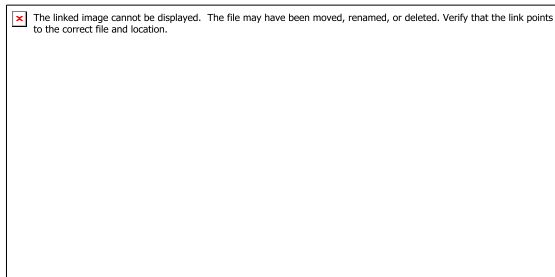 The linked image cannot be displayed.  The file may have been moved, renamed, or deleted. Verify that the link points
to the correct file and location.